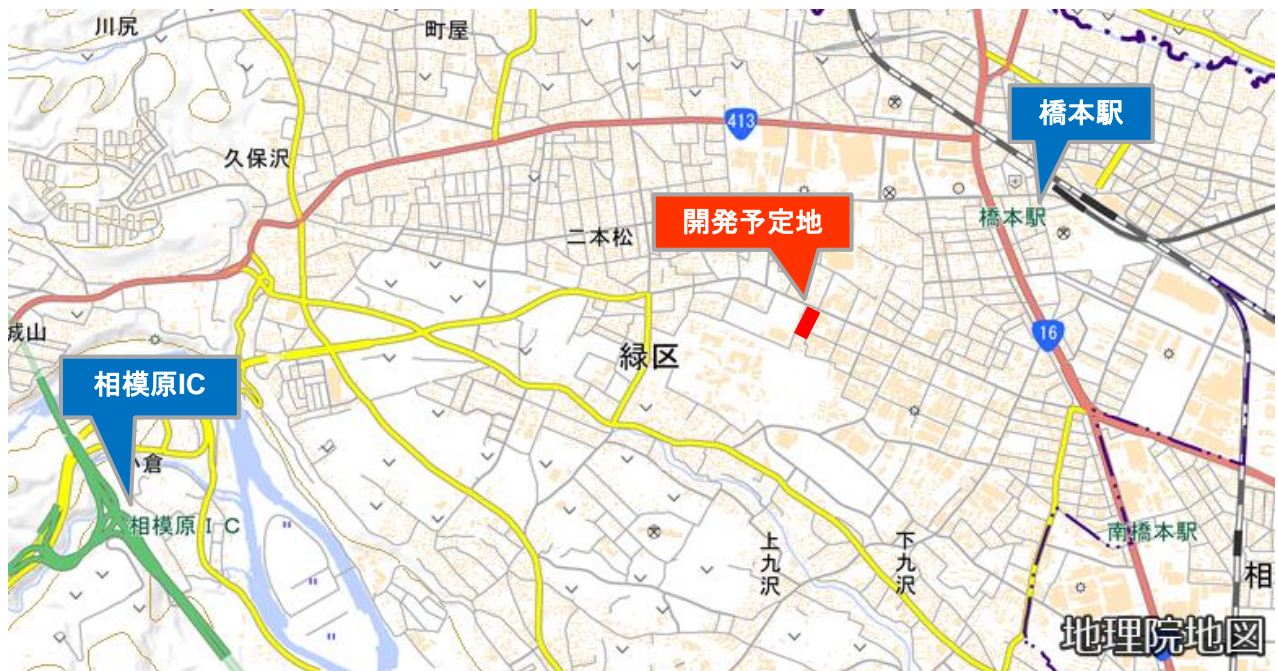 川尻
町屋
413
橋本駅
久保沢
開発予定地
橋本駅
二本松
城山
16
緑区
相模原IC
小倉
相模原IC
上九沢
下九沢
南橋本駅
相
地理院地図